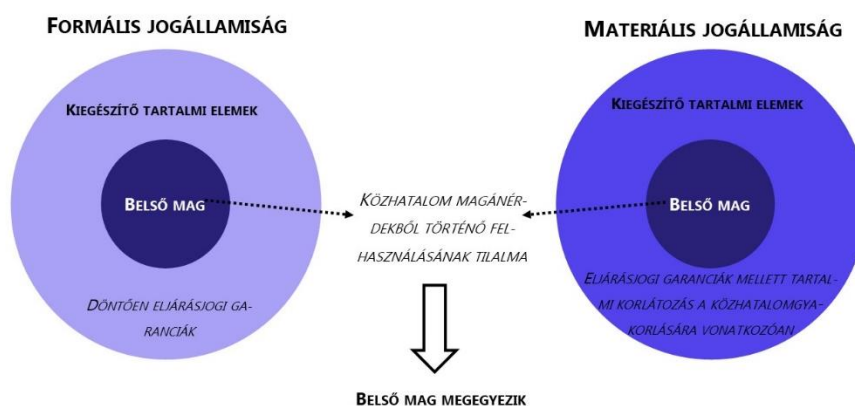 FORMÁLIS JOGÁLLAMISÁG
KIEGÉSZÍTŐ TARTALMI ELEMEK
BELSŐ MAG
DÖNTŐEN ELJÁRÁSJOGI GA-
RANCIÁK
KÖZHATALOM MAGÁNÉR-
DEKBŐL TÖRTÉNŐ FEL-
HASZNÁLÁSÁNAK TILALMA
BELSŐ MAG MEGEGYEZIK
MATERIÁLIS JOGÁLLAMISÁG
KIEGÉSZÍTŐ TARTALMI ELEMEK
BELSŐ MAG
ELJÁRÁSJOGI GARANCIÁK MELLETT TARTAL-
MI KORLÁTOZÁS A KÖZHATALOMGYA-
KORLÁSÁRA VONATKOZÓAN